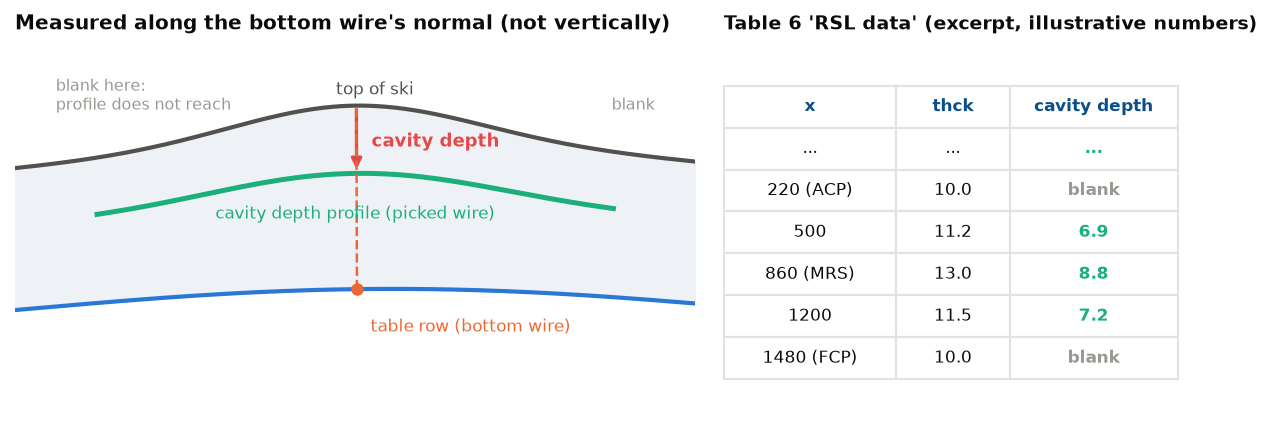 Measured along the bottom wire's normal (not vertically)
blank here:
profile does not reach
top of ski
blank
cavity depth
cavity depth profile (picked wire)
table row (bottom wire)
Table 6 'RSL data' (excerpt, illustrative numbers)
x thck cavity depth
... ... ...
220 (ACP) 10.0 blank
500 11.2 6.9
860 (MRS) 13.0 8.8
1200 11.5 7.2
1480 (FCP) 10.0 blank